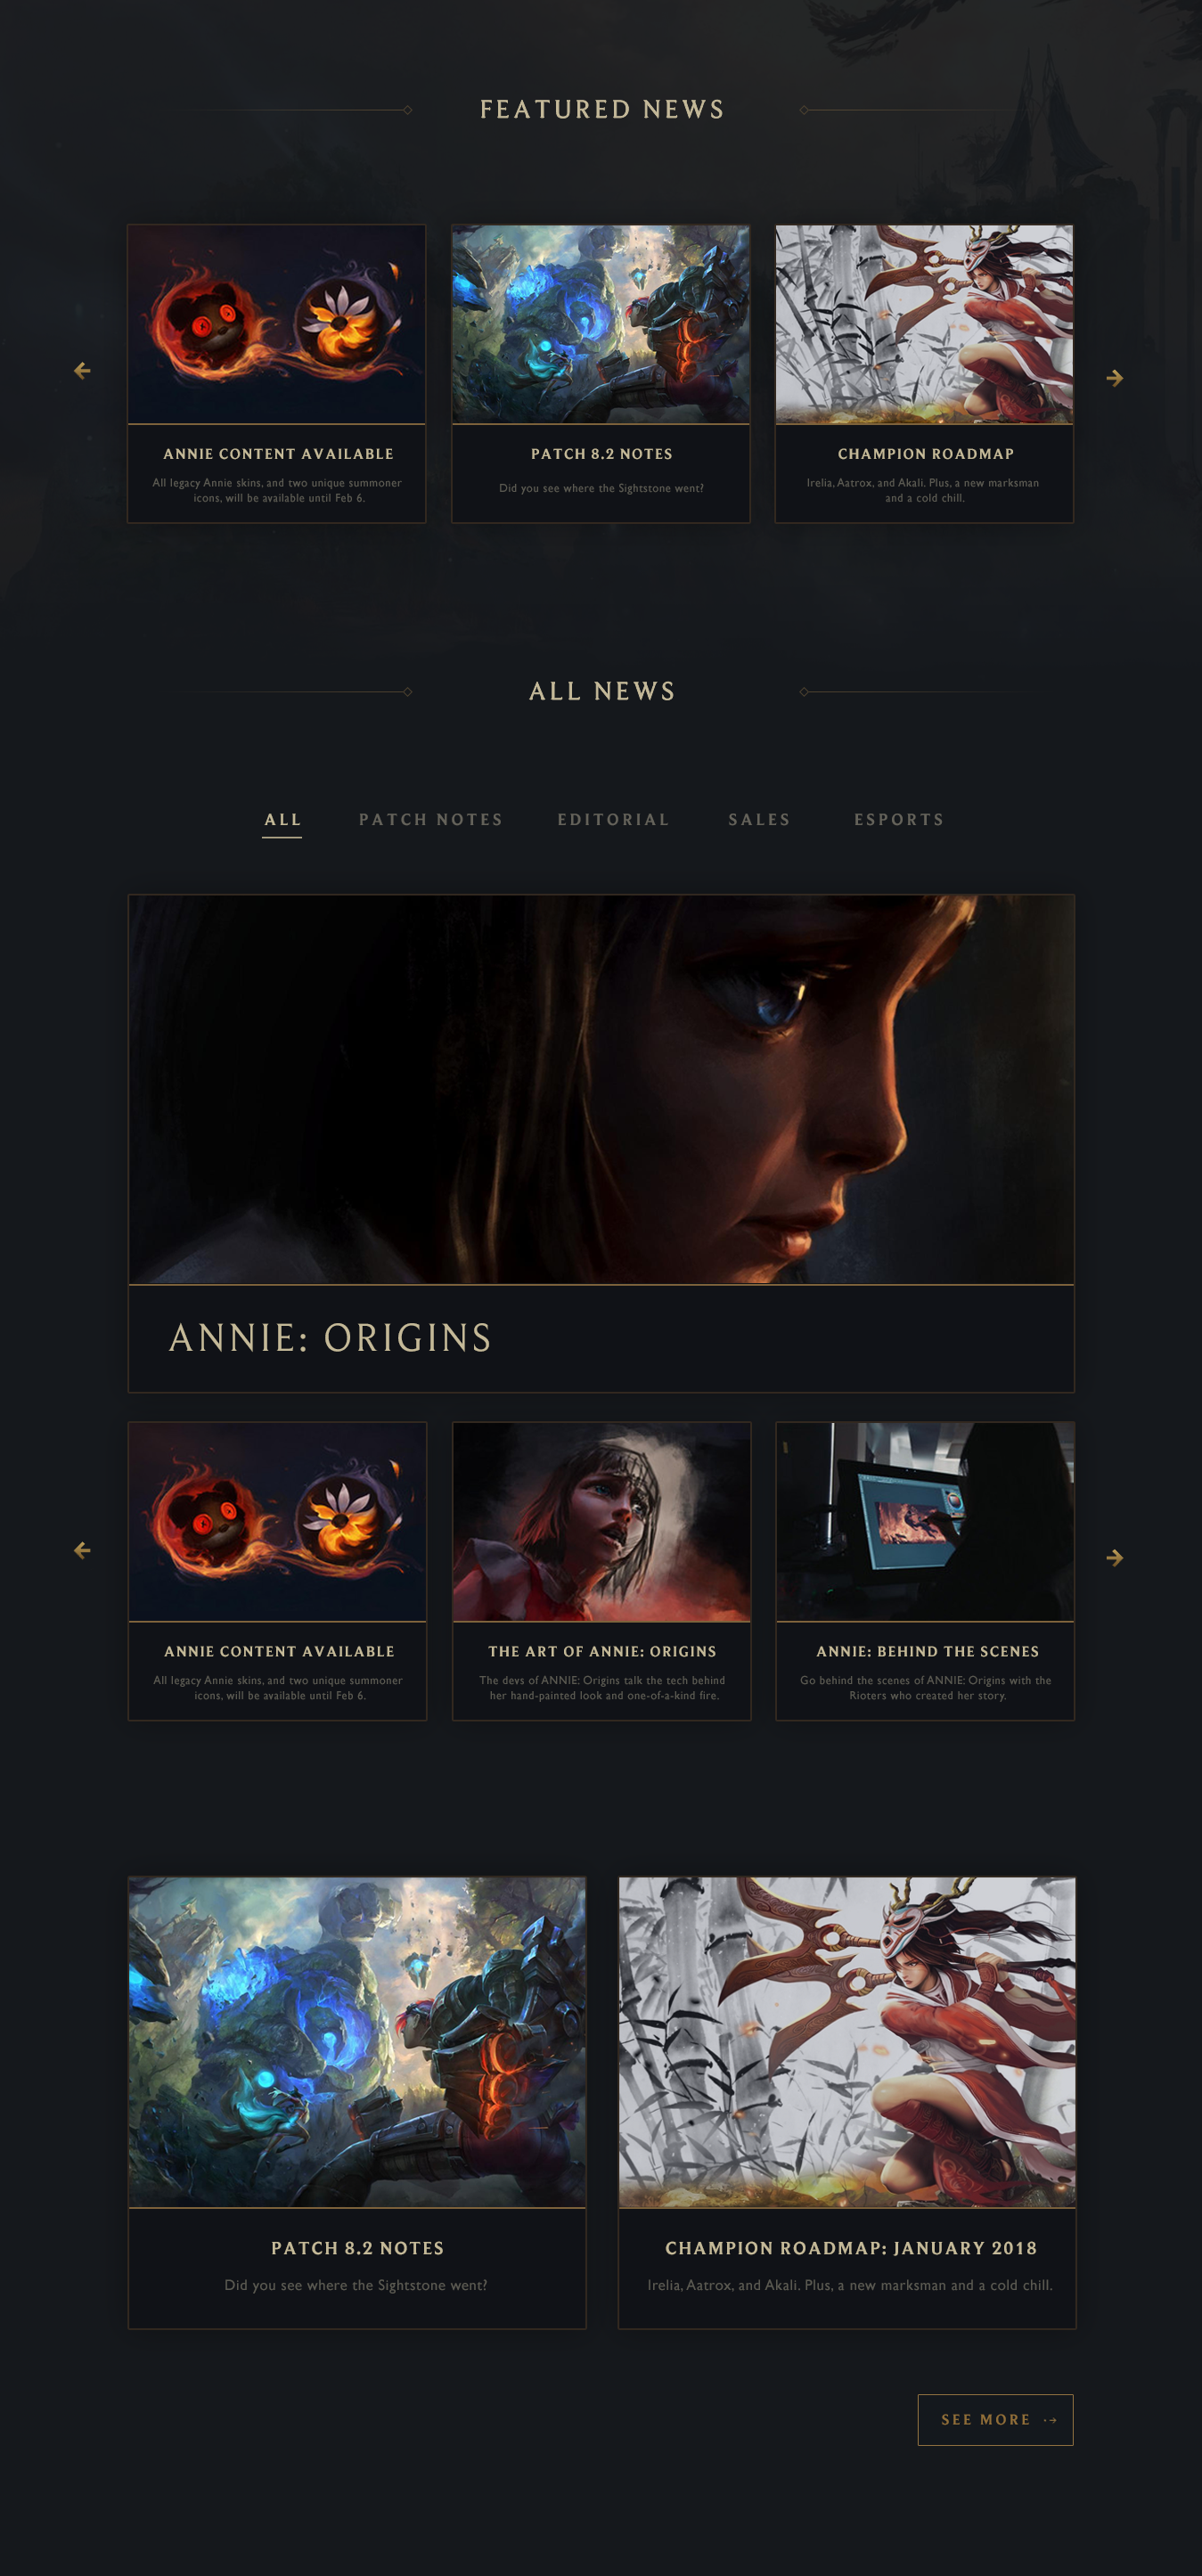 FEATURED NEWS
ANNIE CONTENT AVAILABLE
All legacy Annie skins, and two unique summoner
icons, will be available until Feb 6.
PATCH 8.2 NOTES
Did you see where the Sightstone went?
CHAMPION ROADMAP
Irelia, Aatrox, and Akali. Plus, a new marksman
and a cold chill.
ALL NEWS
ALL PATCH NOTES EDITORIAL SALES ESPORTS
ANNIE: ORIGINS
ANNIE CONTENT AVAILABLE
All legacy Annie skins, and two unique summoner
icons, will be available until Feb 6.
THE ART OF ANNIE: ORIGINS
The devs of ANNIE: Origins talk the tech behind
her hand-painted look and one-of-a-kind fire.
ANNIE: BEHIND THE SCENES
Go behind the scenes of ANNIE: Origins with the
Rioters who created her story.
PATCH 8.2 NOTES
Did you see where the Sightstone went?
CHAMPION ROADMAP: JANUARY 2018
Irelia, Aatrox, and Akali. Plus, a new marksman and a cold chill.
SEE MORE